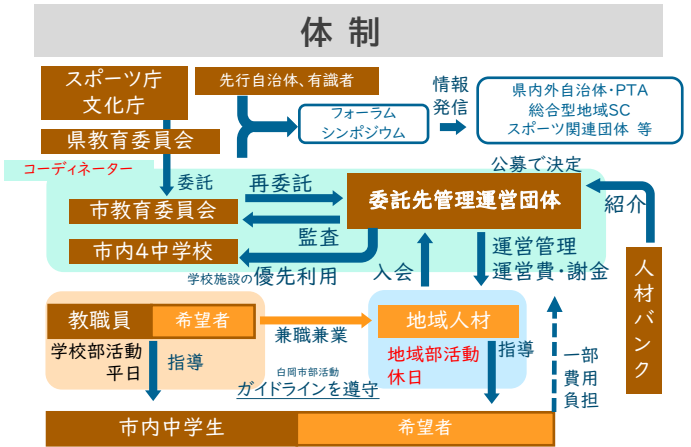 体制
スポーツ庁
文化庁
県教育委員会
先行自治体、有識者
フォーラム
シンポジウム
情報
発信
県内外自治体・PTA
総合型地域SC
スポーツ関連団体 等
コーディネーター
委託
再委託
公募で決定
市教育委員会
委託先管理運営団体
紹介
監査
市内4中学校
学校施設の優先利用
入会
運営管理
運営費・謝金
人材バンク
教職員
希望者
兼職兼業
地域人材
学校部活動
平日
指導
地域部活動
休日
指導
白岡市部活動
ガイドラインを遵守
一部
費用
負担
市内中学生
希望者